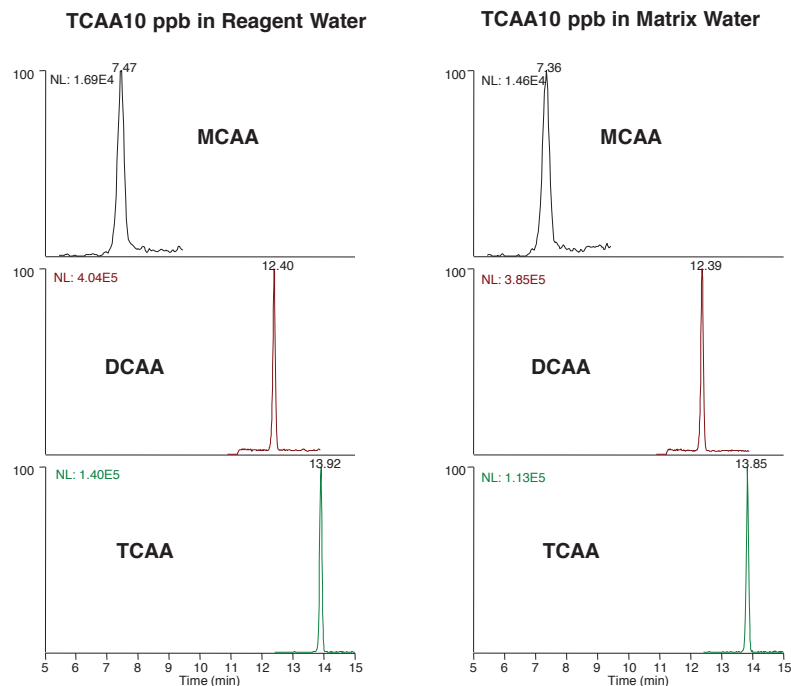 TCAA10 ppb in Reagent Water
100
7.47
NL: 1.69E4
MCAA
100
12.40
NL: 4.04E5
DCAA
100
13.92
NL: 1.40E5
TCAA
5 6 7 8 9 10 11 12 13 14 15
Time (min)
TCAA10 ppb in Matrix Water
100
7.36
NL: 1.46E4
MCAA
100
12.39
NL: 3.85E5
DCAA
100
13.85
NL: 1.13E5
TCAA
5 6 7 8 9 10 11 12 13 14 15
Time (min)